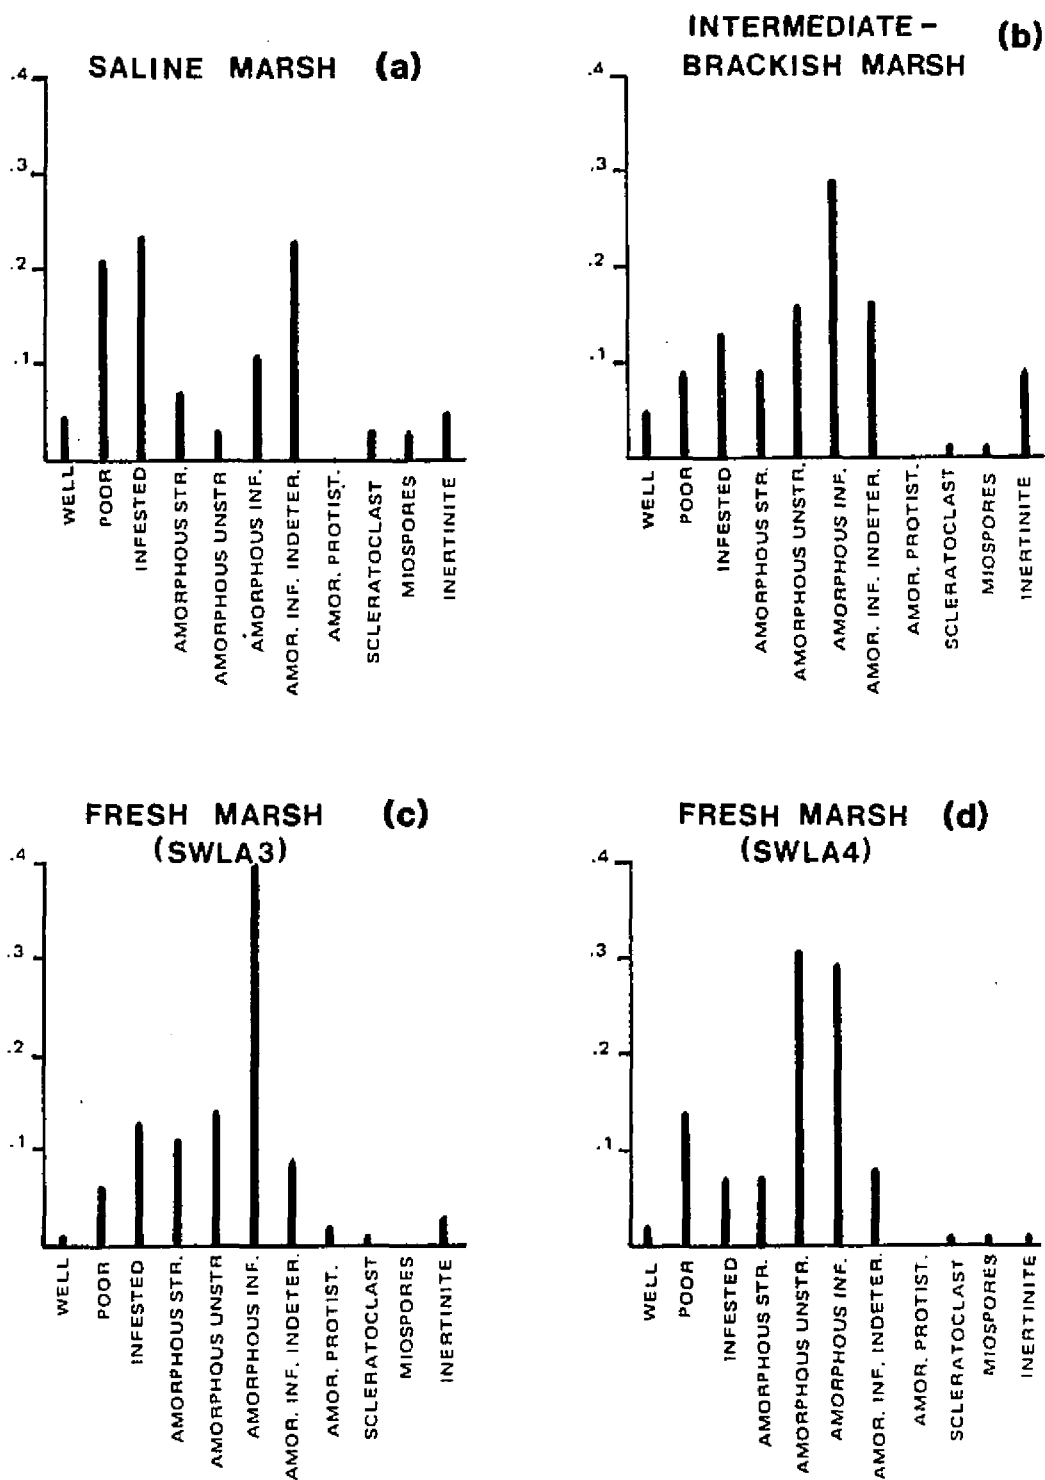 SALINE MARSH (a)
.4
.3
.2
.1
WELL
POOR
INFESTED
AMORPHOUS STR.
AMORPHOUS UNSTR
AMORPHOUS INF.
AMOR. INF. INDETER.
AMOR. PROTIST.
SCLERATOCLAST
MIOSPORES
INERTINITE
INTERMEDIATE –
BRACKISH MARSH
(b)
.4
.3
.2
.1
WELL
POOR
INFESTED
AMORPHOUS STR.
AMORPHOUS UNSTR.
AMORPHOUS INF.
AMOR. INF. INDETER.
AMOR. PROTIST.
SCLERATOCLAST
MIOSPORES
INERTINITE
FRESH MARSH (c)
(SWLA3)
.4
.3
.2
.1
WELL
POOR
INFESTED
AMORPHOUS STR.
AMORPHOUS UNSTR
AMORPHOUS INF.
AMOR. INF. INDETER.
AMOR. PROTIST.
SCLERATOCLAST
MIOSPORES
INERTINITE
FRESH MARSH (d)
(SWLA4)
.4
.3
.2
.1
WELL
POOR
INFESTED
AMORPHOUS STR.
AMORPHOUS UNSTR.
AMORPHOUS INF.
AMOR. INF. INDETER.
AMOR. PROTIST.
SCLERATOCLAST
MIOSPORES
INERTINITE